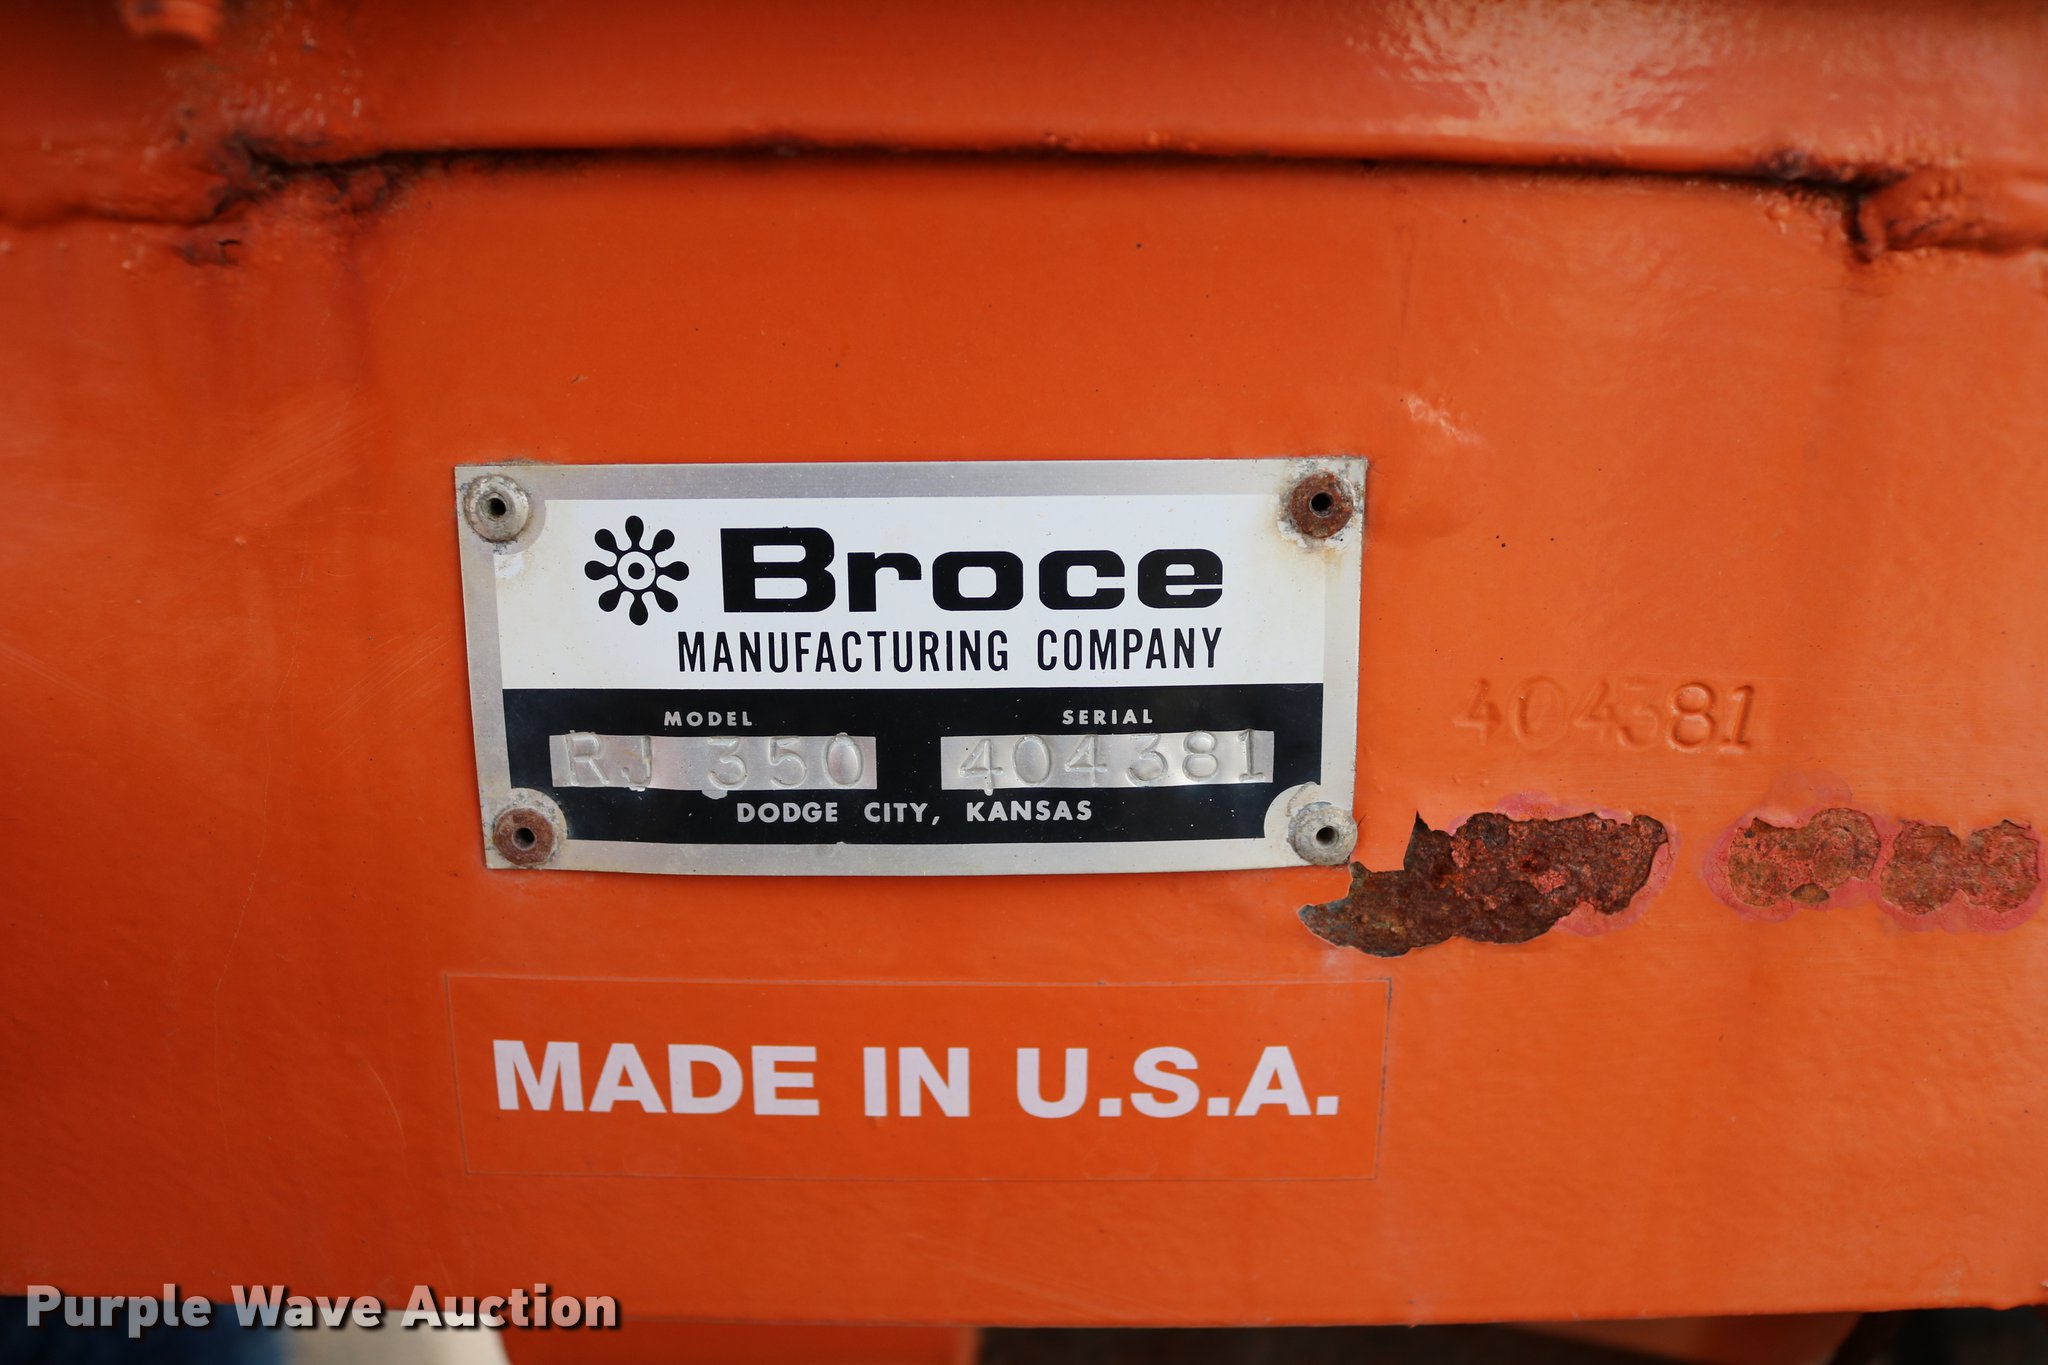 Broce
MANUFACTURING COMPANY
MODEL SERIAL
RJ 350 404381
DODGE CITY, KANSAS
404381
MADE IN U.S.A.
Purple Wave Auction